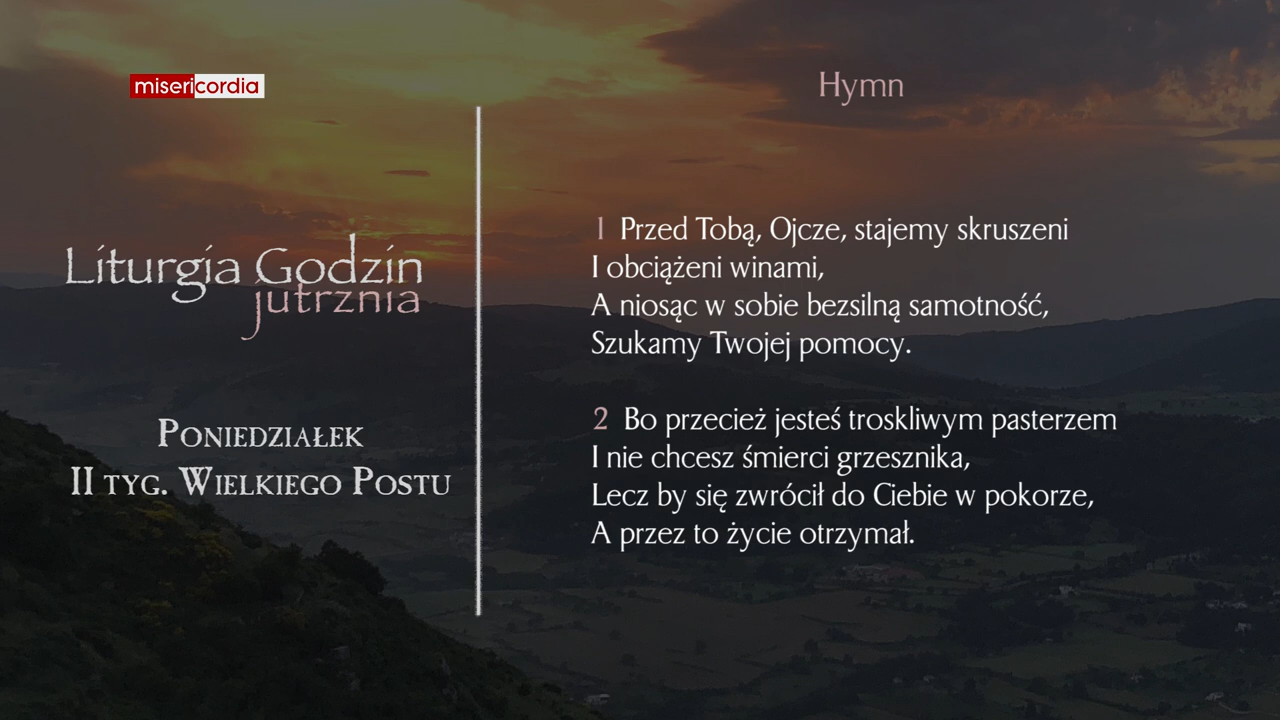 misericordia
Liturgia Godzin
jutrznia
Poniedziałek
II tyg. Wielkiego Postu
Hymn
1 Przed Tobą, Ojcze, stajemy skruszeni
I obciążeni winami,
A niosąc w sobie bezsilną samotność,
Szukamy Twojej pomocy.
2 Bo przecież jesteś troskliwym pasterzem
I nie chcesz śmierci grzesznika,
Lecz by się zwrócił do Ciebie w pokorze,
A przez to życie otrzymał.